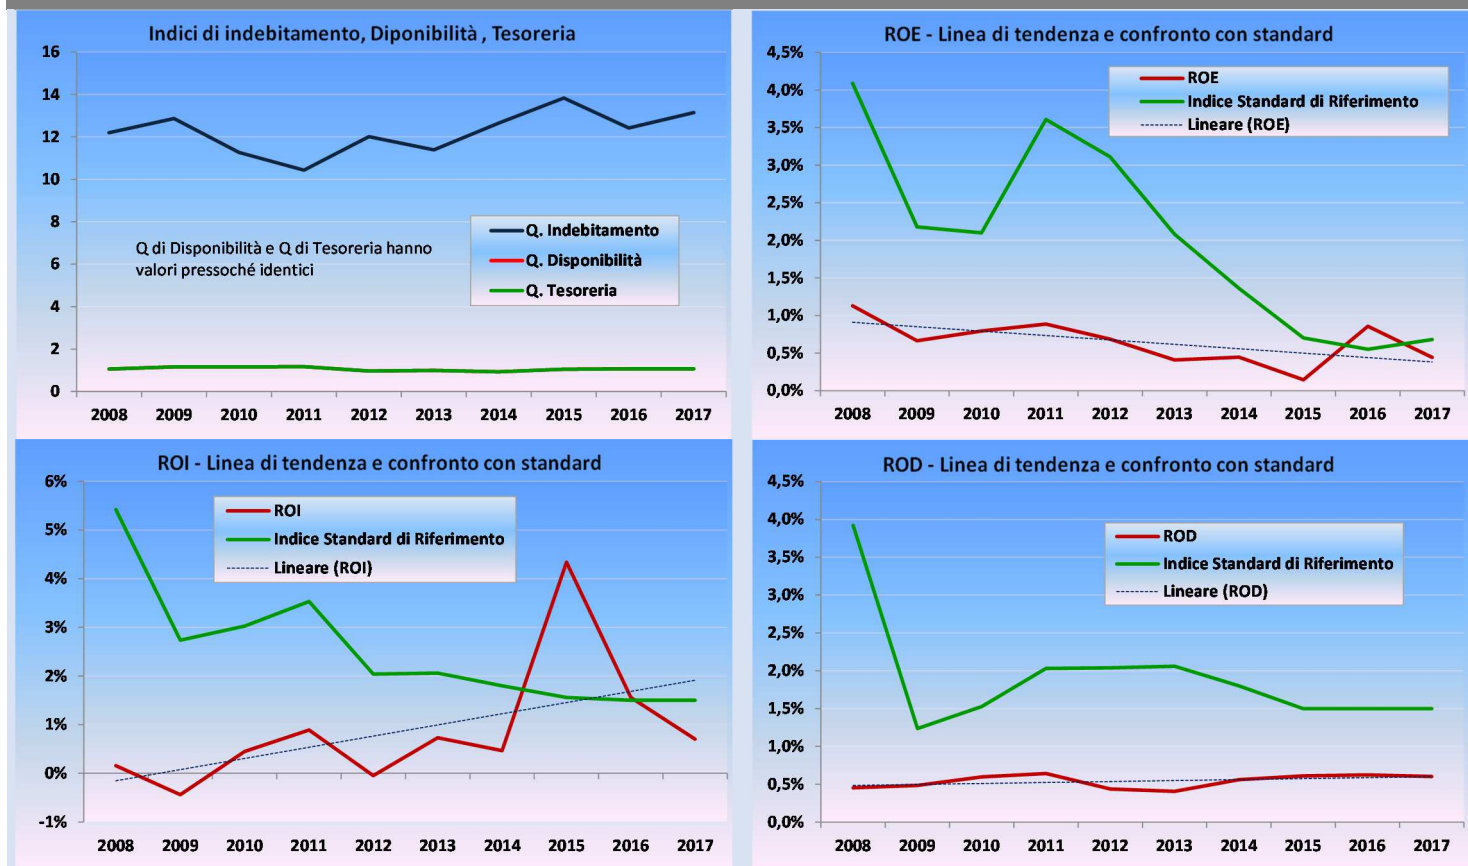 Indici di indebitamento, Diponibilità , Tesoreria
16
14
12
10
8
6
4
2
0
Q di Disponibilità e Q di Tesoreria hanno
valori pressoché identici
Q. Indebitamento
Q. Disponibilità
Q. Tesoreria
2008 2009 2010 2011 2012 2013 2014 2015 2016 2017
ROE - Linea di tendenza e confronto con standard
4,5%
4,0%
3,5%
3,0%
2,5%
2,0%
1,5%
1,0%
0,5%
0,0%
ROE
Indice Standard di Riferimento
Lineare (ROE)
2008 2009 2010 2011 2012 2013 2014 2015 2016 2017
ROI - Linea di tendenza e confronto con standard
6%
5%
4%
3%
2%
1%
0%
-1%
ROI
Indice Standard di Riferimento
Lineare (ROI)
2008 2009 2010 2011 2012 2013 2014 2015 2016 2017
ROD - Linea di tendenza e confronto con standard
4,5%
4,0%
3,5%
3,0%
2,5%
2,0%
1,5%
1,0%
0,5%
0,0%
ROD
Indice Standard di Riferimento
Lineare (ROD)
2008 2009 2010 2011 2012 2013 2014 2015 2016 2017